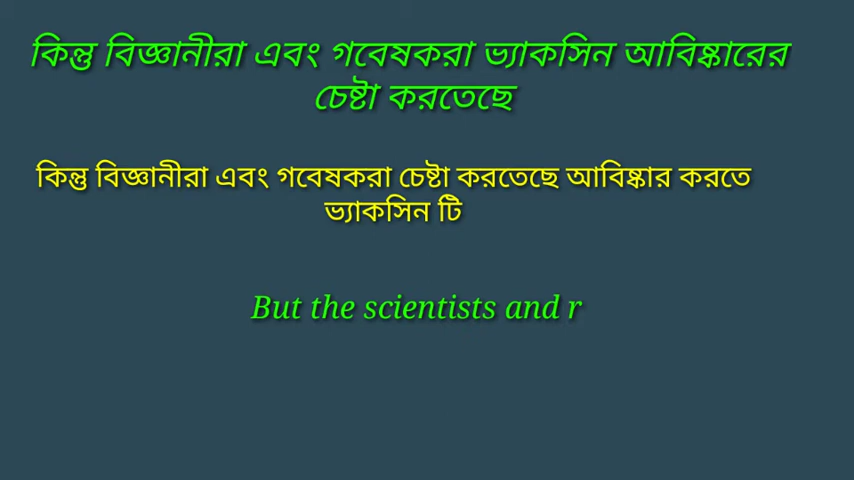 কিন্তু বিজ্ঞানীরা এবং গবেষকরা ভ্যাকসিন আবিষ্কারের
চেষ্টা করতেছে
কিন্তু বিজ্ঞানীরা এবং গবেষকরা চেষ্টা করতেছে আবিষ্কার করতে
ভ্যাকসিন টি
But the scientists and r